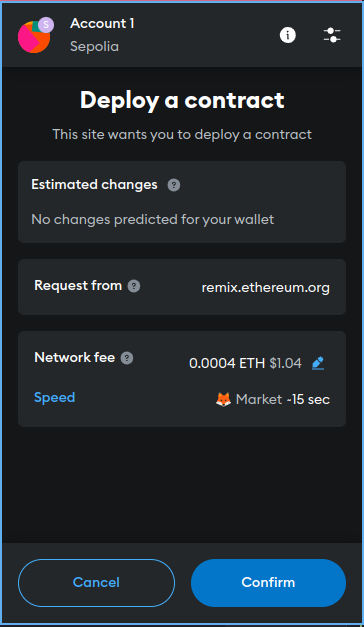 S
Account 1
Sepolia
Deploy a contract
This site wants you to deploy a contract
Estimated changes ?
No changes predicted for your wallet
Request from ? remix.ethereum.org
Network fee ? 0.0004 ETH $1.04
Speed 🦊 Market ~15 sec
Cancel Confirm